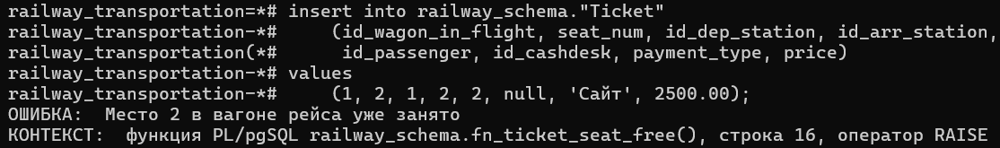 railway_transportation=*# insert into railway_schema."Ticket"
railway_transportation-*#     (id_wagon_in_flight, seat_num, id_dep_station, id_arr_station,
railway_transportation(*#      id_passenger, id_cashdesk, payment_type, price)
railway_transportation-*# values
railway_transportation-*#     (1, 2, 1, 2, 2, null, 'Сайт', 2500.00);
ОШИБКА:  Место 2 в вагоне рейса уже занято
КОНТЕКСТ:  функция PL/pgSQL railway_schema.fn_ticket_seat_free(), строка 16, оператор RAISE